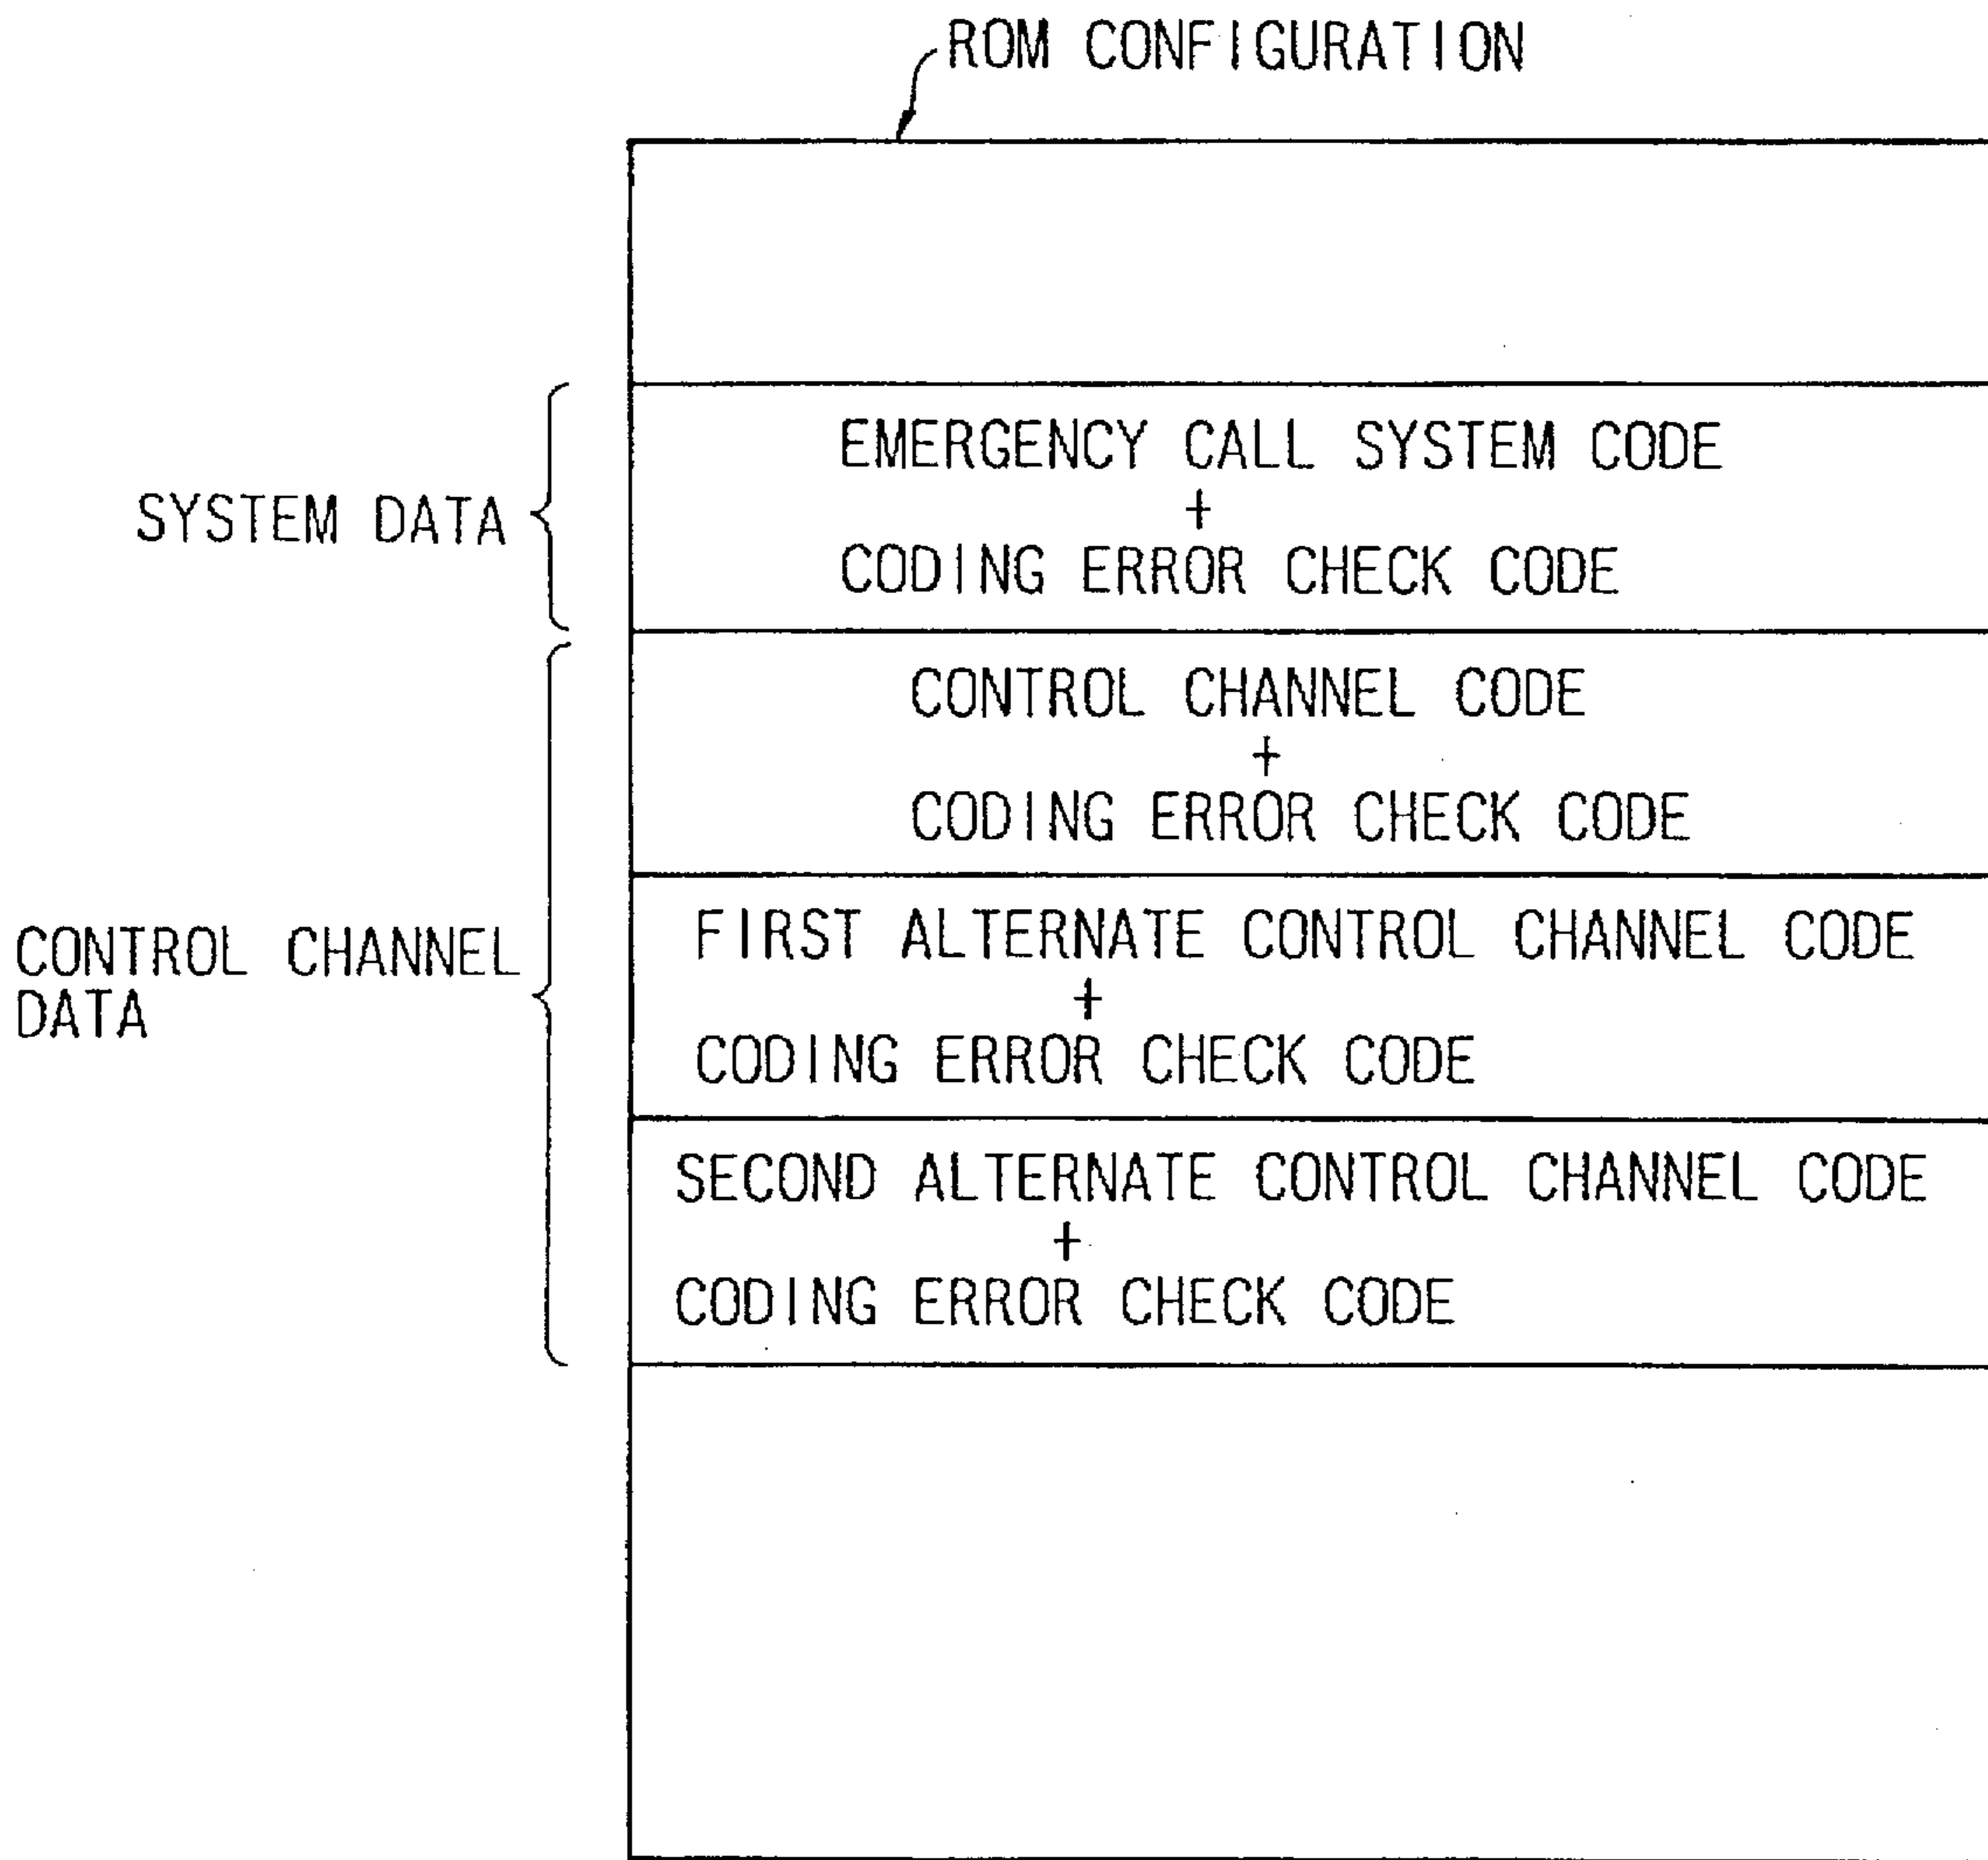 ROM CONFIGURATION
SYSTEM DATA
EMERGENCY CALL SYSTEM CODE
+
CODING ERROR CHECK CODE
CONTROL CHANNEL
DATA
CONTROL CHANNEL CODE
+
CODING ERROR CHECK CODE
FIRST ALTERNATE CONTROL CHANNEL CODE
+
CODING ERROR CHECK CODE
SECOND ALTERNATE CONTROL CHANNEL CODE
+
CODING ERROR CHECK CODE